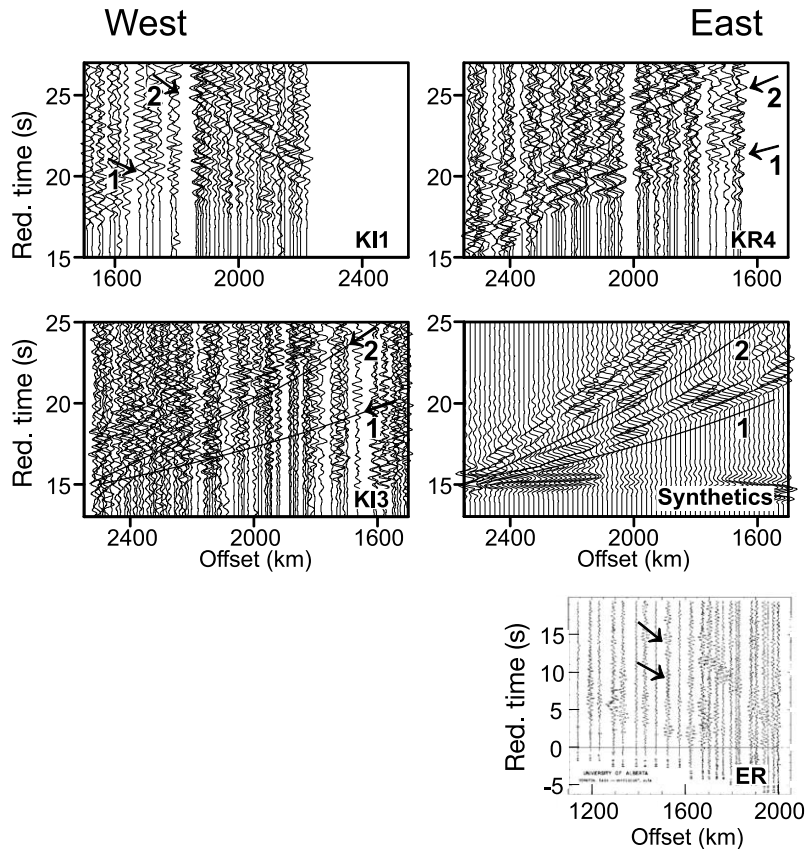 West East
Red. time (s)
25
20
15
2
1
KI1
1600 2000 2400
25
20
15
2
1
KR4
2400 2000 1600
Red. time (s)
25
20
15
2
1
KI3
2400 2000 1600
Offset (km)
25
20
15
2
1
Synthetics
2400 2000 1600
Offset (km)
Red. time (s)
15
10
5
0
-5
UNIVERSITY OF ALBERTA
ER
1200 1600 2000
Offset (km)